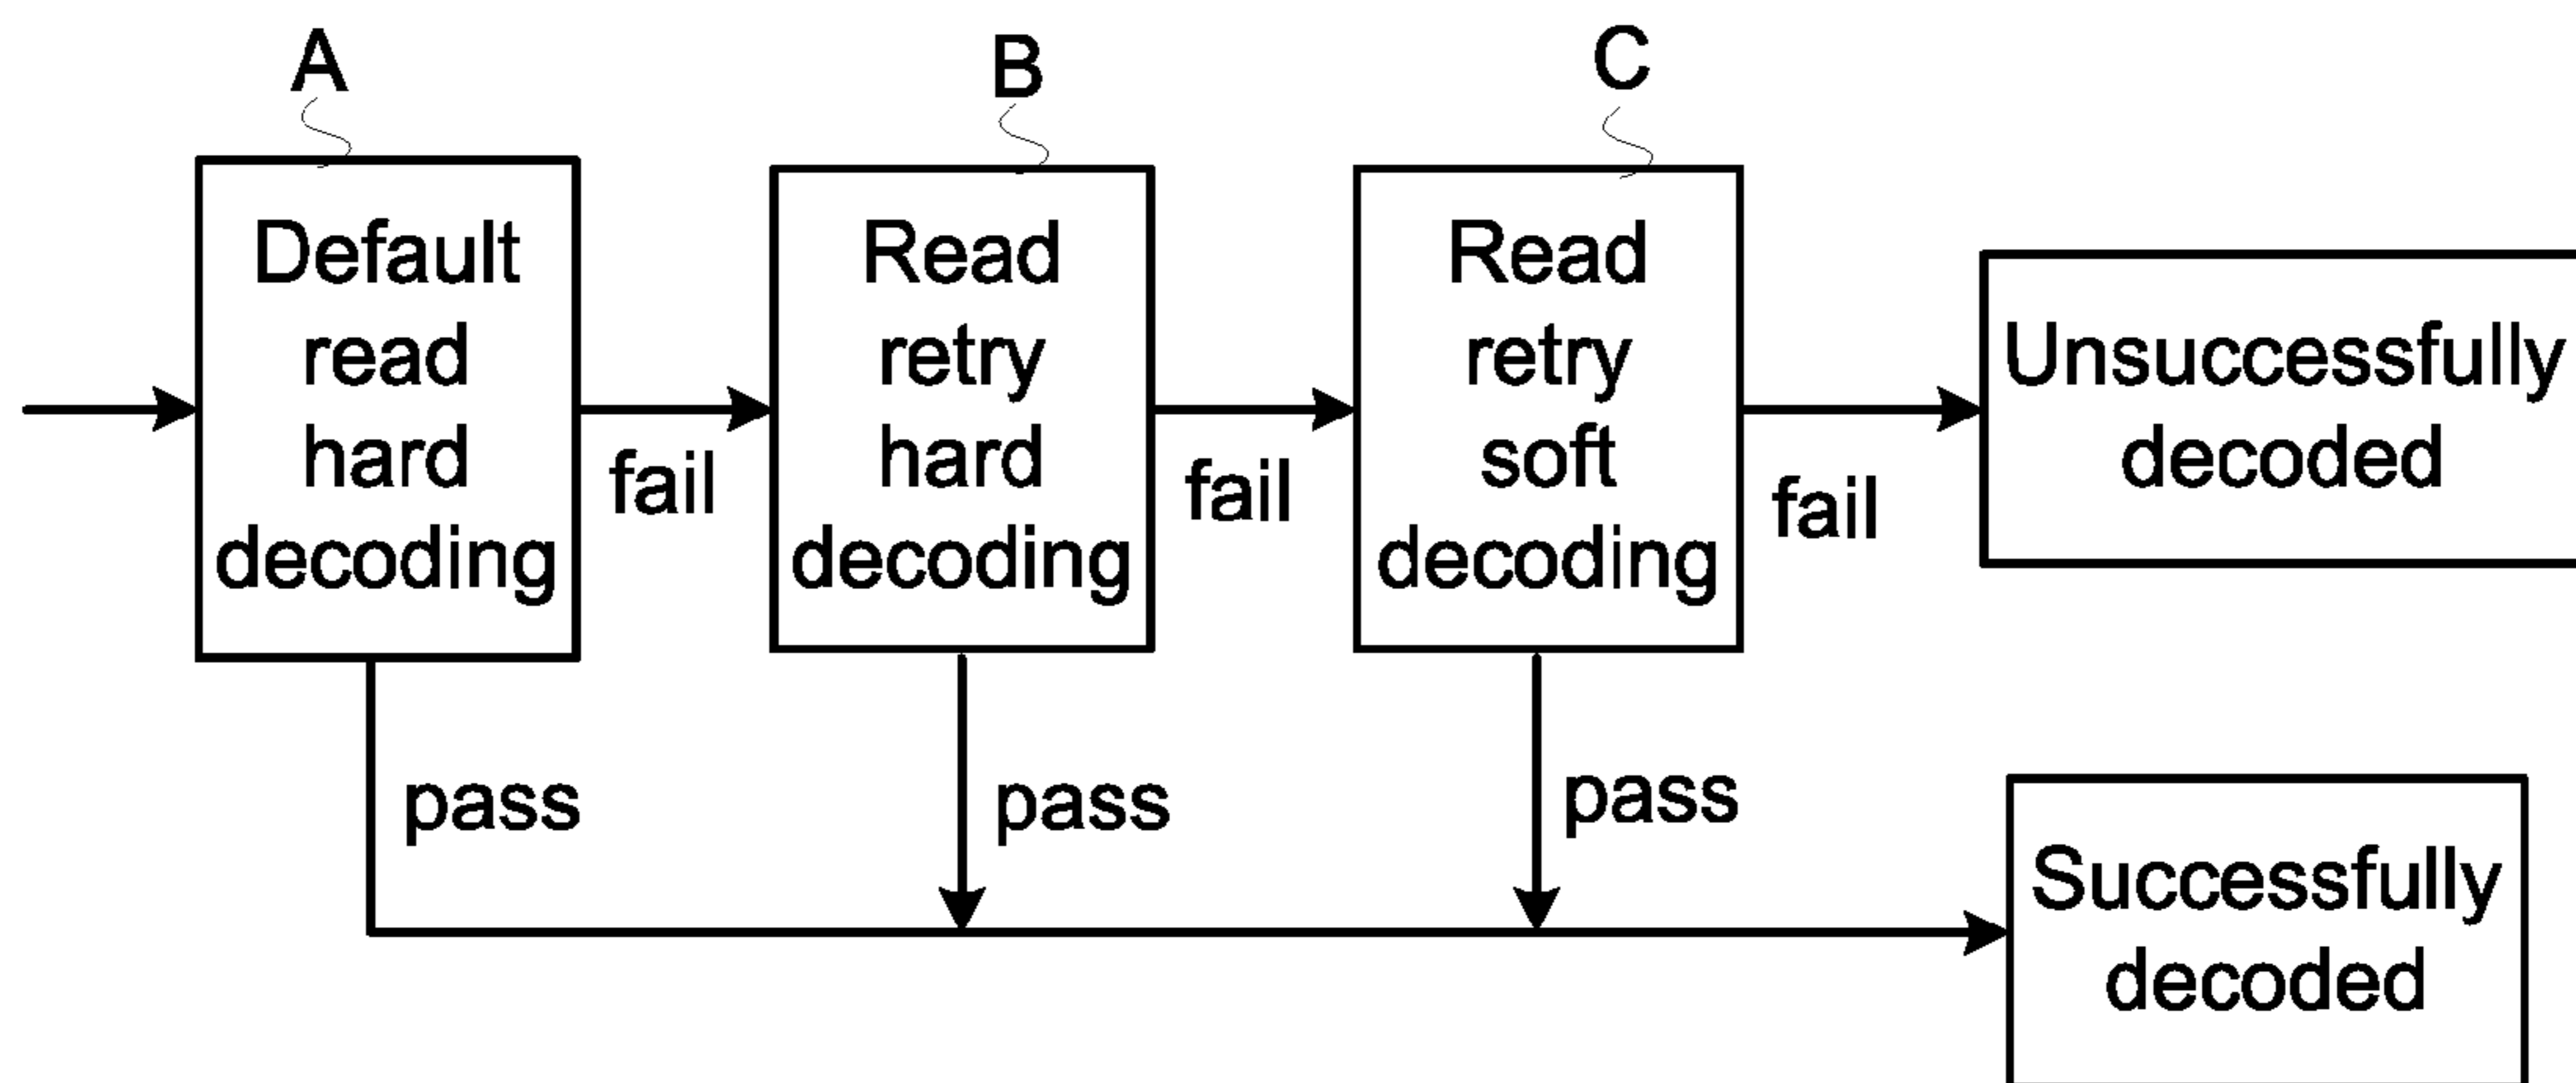 A
B
C
Default
read
hard
decoding
fail
Read
retry
hard
decoding
fail
Read
retry
soft
decoding
fail
Unsuccessfully
decoded
pass
pass
pass
Successfully
decoded